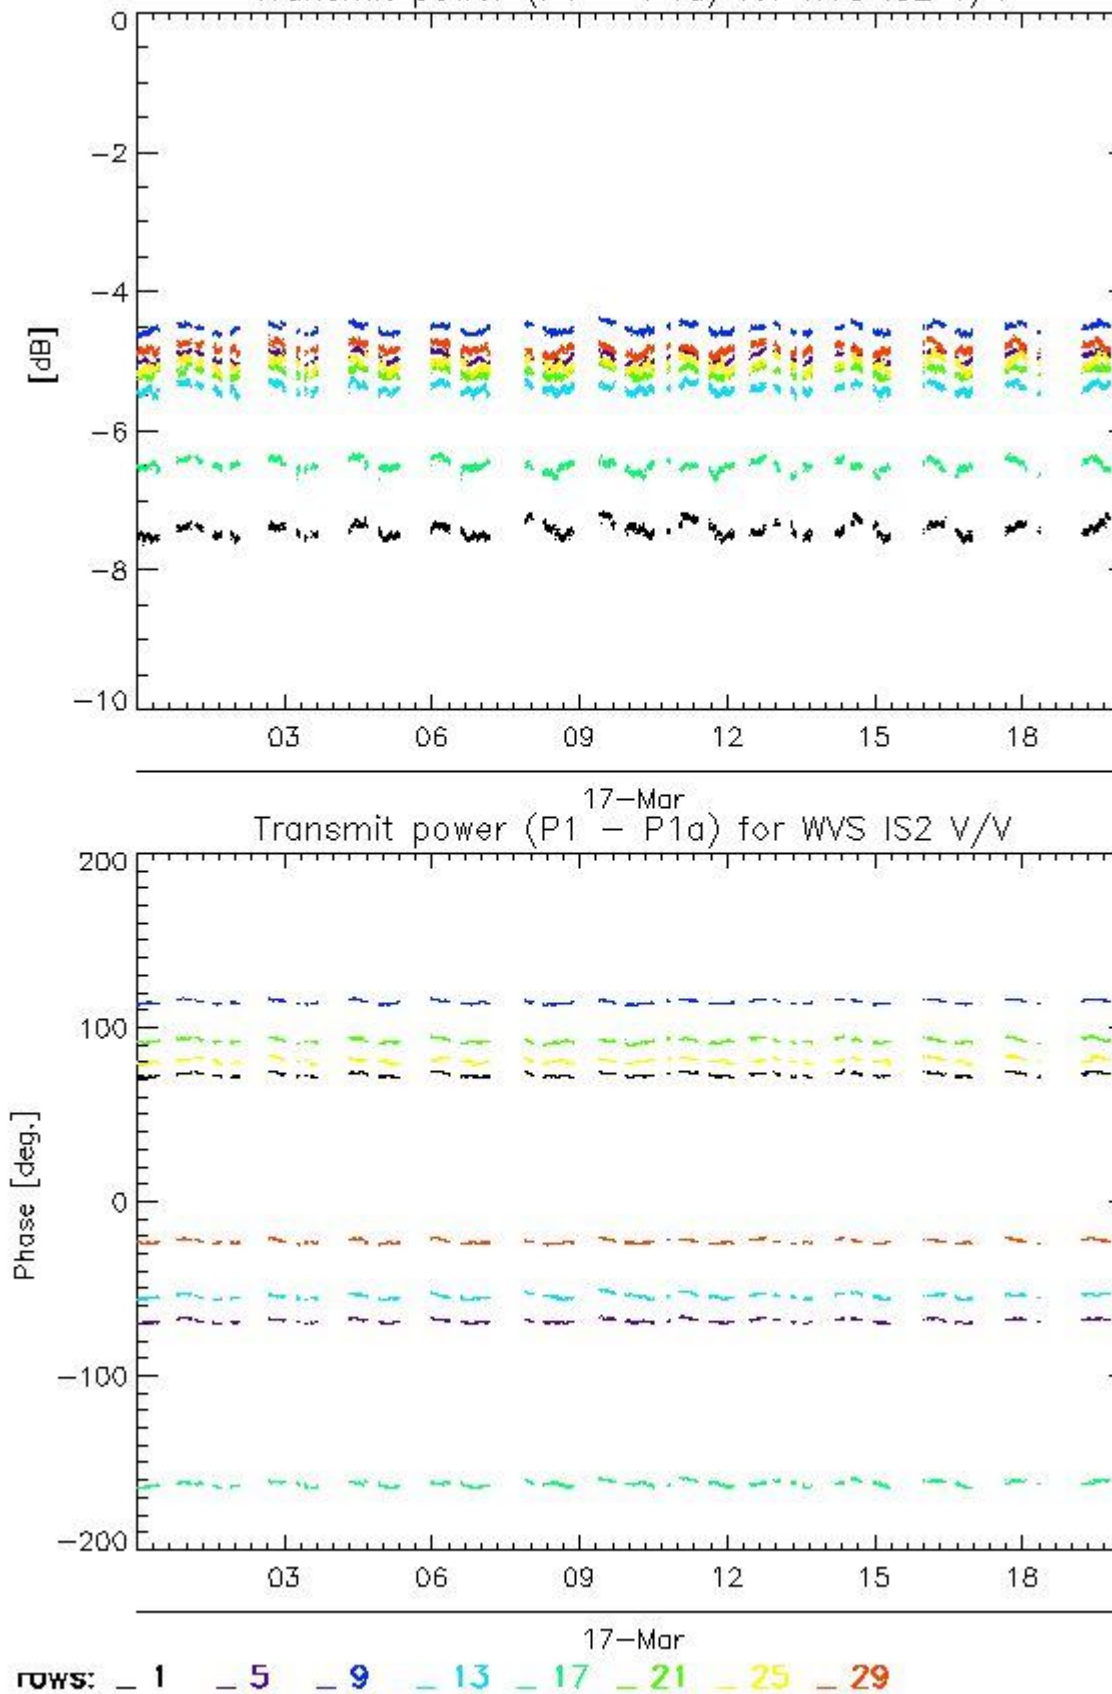 0
−2
−4
[dB]
−6
−8
−10
03 06 09 12 15 18
17−Mar
Transmit power (P1 − P1a) for WVS IS2 V/V
200
100
0
Phase [deg.]
−100
−200
03 06 09 12 15 18
17−Mar
rows: _ 1 _ 5 _ 9 _ 13 _ 17 _ 21 _ 25 _ 29